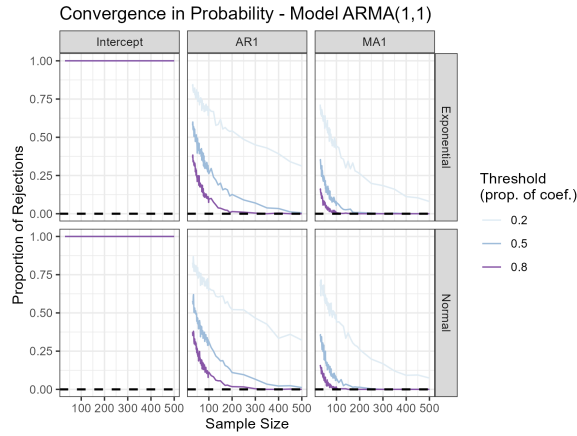 Convergence in Probability - Model ARMA(1,1)
Intercept AR1 MA1
Proportion of Rejections
1.00
0.75
0.50
0.25
0.00
Exponential
1.00
0.75
0.50
0.25
0.00
Normal
100 200 300 400 500 100 200 300 400 500 100 200 300 400 500
Sample Size
Threshold
(prop. of coef.)
0.2
0.5
0.8